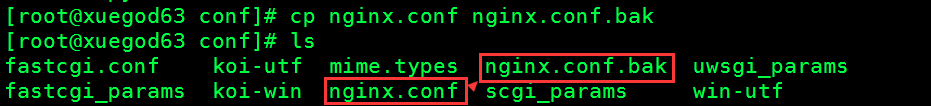 [root@xuegod63 conf]# cp nginx.conf nginx.conf.bak
[root@xuegod63 conf]# ls
fastcgi.conf koi-utf mime.types nginx.conf.bak uwsgi_params
fastcgi_params koi-win nginx.conf scgi_params win-utf